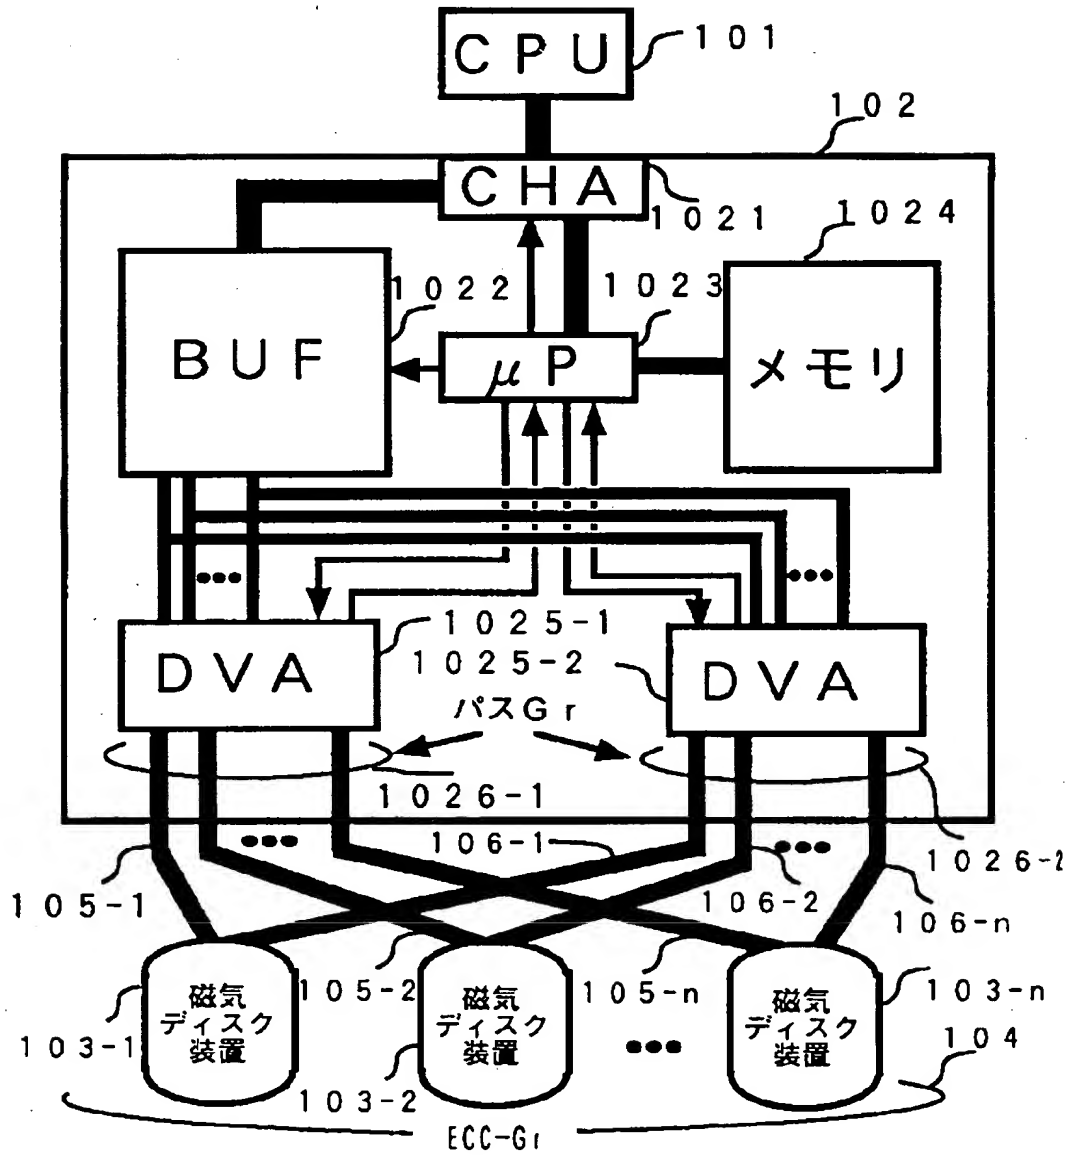 CPU
101
102
CHA
1021
1024
1022
1023
BUF
μP
メモリ
•••
•••
1025-1
1025-2
DVA
DVA
パスGr
1026-1
•••
106-1
•••
1026-2
105-1
106-2
106-n
磁気
ディスク
装置
105-2
磁気
ディスク
装置
105-n
磁気
ディスク
装置
103-n
103-1
•••
104
103-2
ECC-Gr